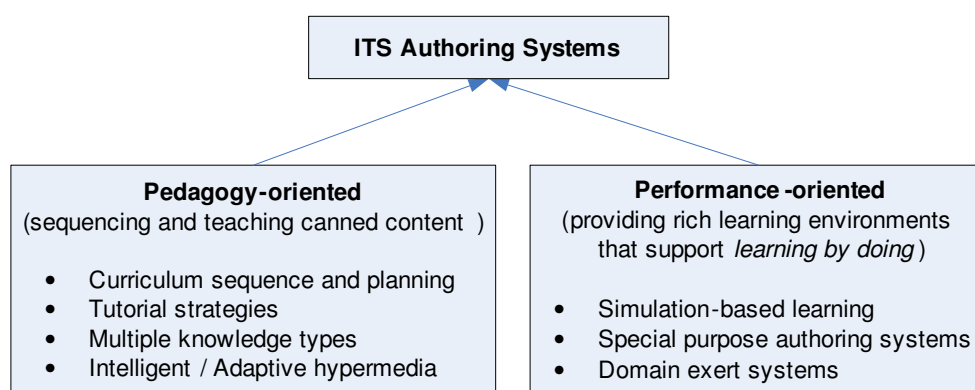 ITS Authoring Systems
Pedagogy-oriented
(sequencing and teaching canned content )
• Curriculum sequence and planning
• Tutorial strategies
• Multiple knowledge types
• Intelligent / Adaptive hypermedia
Performance -oriented
(providing rich learning environments
that support learning by doing )
• Simulation-based learning
• Special purpose authoring systems
• Domain exert systems